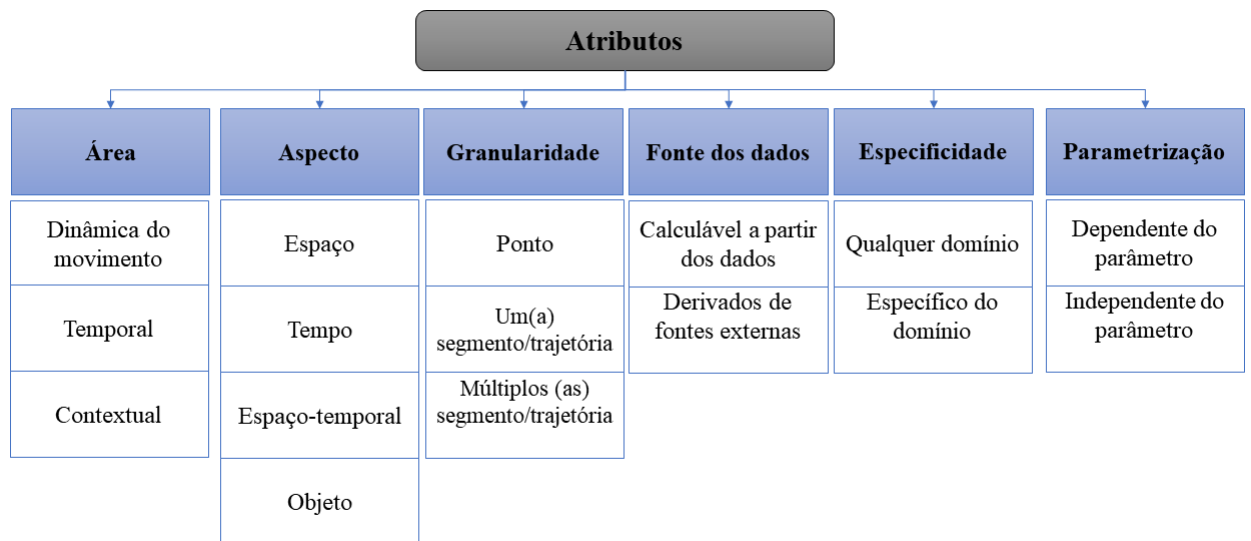 Atributos
Área
Dinâmica do
movimento
Temporal
Contextual
Aspecto
Espaço
Tempo
Espaço-temporal
Objeto
Granularidade
Ponto
Um(a)
segmento/trajetória
Múltiplos (as)
segmento/trajetória
Fonte dos dados
Calculável a partir
dos dados
Derivados de
fontes externas
Especificidade
Qualquer domínio
Específico do
domínio
Parametrização
Dependente do
parâmetro
Independente do
parâmetro